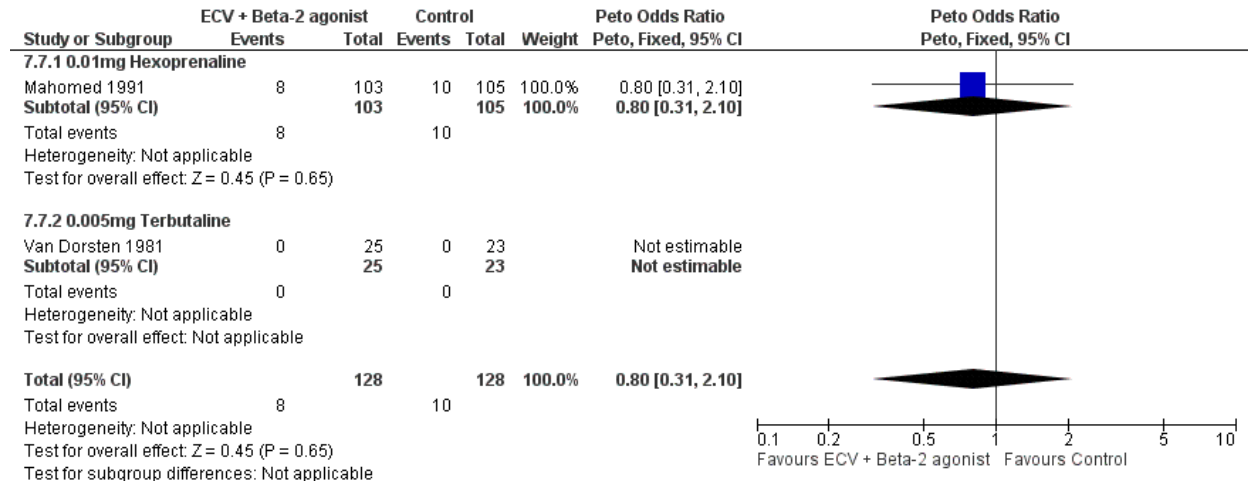 ECV + Beta-2 agonist Control Peto Odds Ratio Peto Odds Ratio
Study or Subgroup Events Total Events Total Weight Peto, Fixed, 95% CI Peto, Fixed, 95% CI
7.7.1 0.01mg Hexoprenaline
Mahomed 1991 8 103 10 105 100.0% 0.80 [0.31, 2.10]
Subtotal (95% CI) 103 105 100.0% 0.80 [0.31, 2.10]
Total events 8 10
Heterogeneity: Not applicable
Test for overall effect: Z = 0.45 (P = 0.65)
7.7.2 0.005mg Terbutaline
Van Dorsten 1981 0 25 0 23 Not estimable
Subtotal (95% CI) 25 23 Not estimable
Total events 0 0
Heterogeneity: Not applicable
Test for overall effect: Not applicable
Total (95% CI) 128 128 100.0% 0.80 [0.31, 2.10]
Total events 8 10
Heterogeneity: Not applicable
Test for overall effect: Z = 0.45 (P = 0.65)
Test for subgroup differences: Not applicable
0.1 0.2 0.5 1 2 5 10
Favours ECV + Beta-2 agonist Favours Control